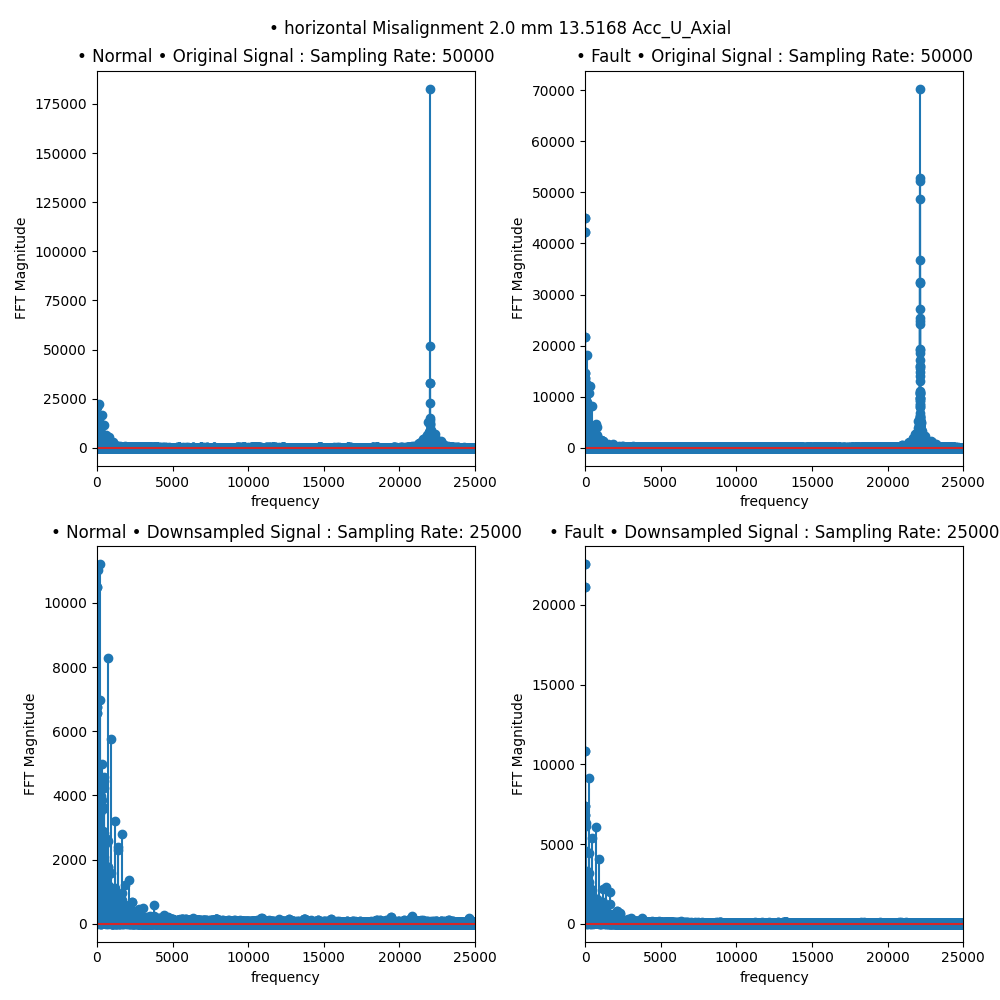 • horizontal Misalignment 2.0 mm 13.5168 Acc_U_Axial
• Normal • Original Signal : Sampling Rate: 50000
• Fault • Original Signal : Sampling Rate: 50000
175000
150000
125000
100000
75000
50000
25000
0
FFT Magnitude
0 5000 10000 15000 20000 25000
frequency
70000
60000
50000
40000
30000
20000
10000
0
FFT Magnitude
0 5000 10000 15000 20000 25000
frequency
• Normal • Downsampled Signal : Sampling Rate: 25000
• Fault • Downsampled Signal : Sampling Rate: 25000
10000
8000
6000
4000
2000
0
FFT Magnitude
0 5000 10000 15000 20000 25000
frequency
20000
15000
10000
5000
0
FFT Magnitude
0 5000 10000 15000 20000 25000
frequency